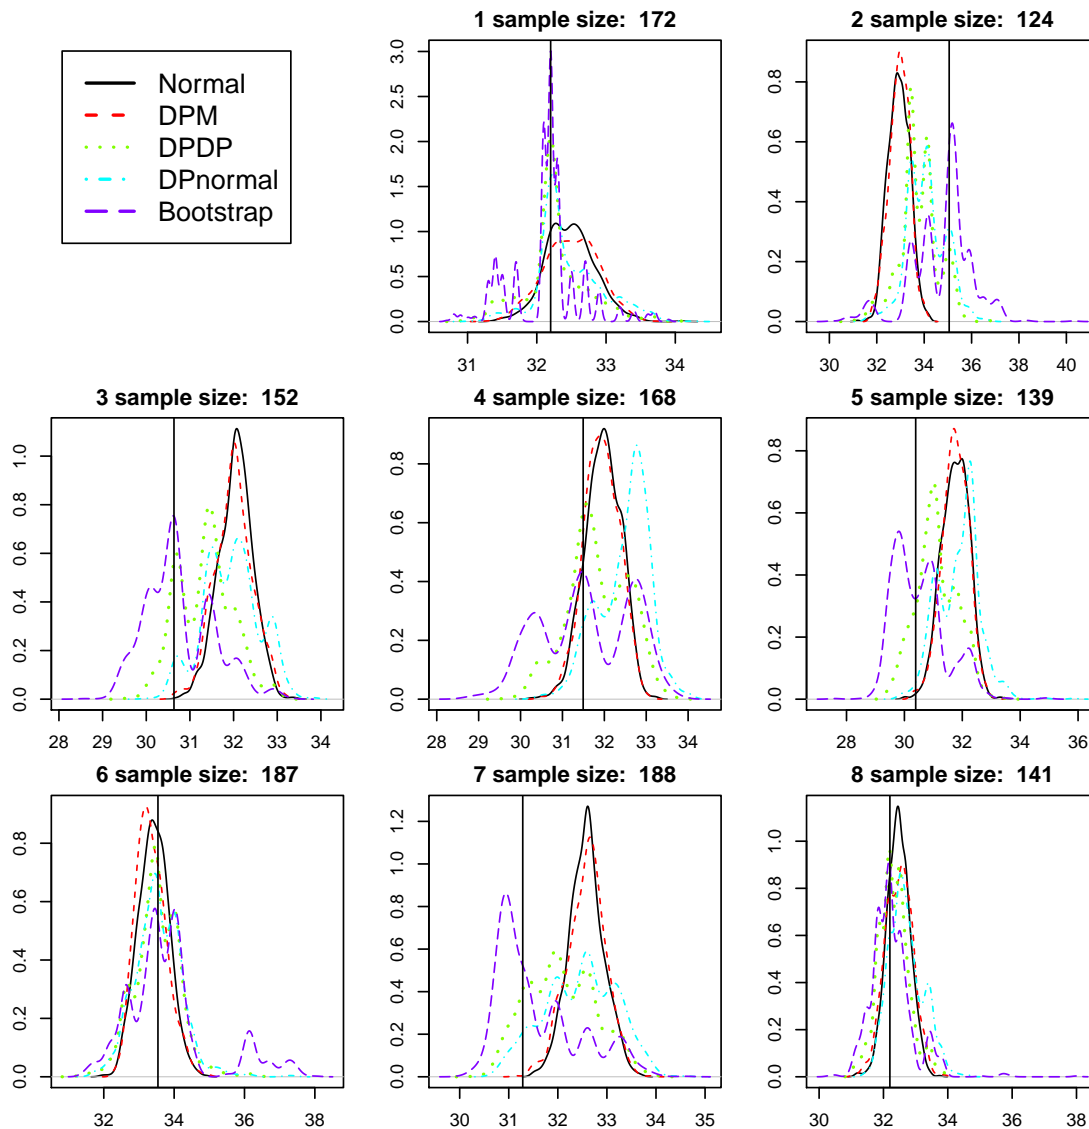 1 sample size: 172
2 sample size: 124
Normal
DPM
DPDP
DPnormal
Bootstrap
0.0 0.5 1.0 1.5 2.0 2.5 3.0
31 32 33 34
0.0 0.2 0.4 0.6 0.8
30 32 34 36 38 40
3 sample size: 152
4 sample size: 168
5 sample size: 139
0.0 0.2 0.4 0.6 0.8 1.0
28 29 30 31 32 33 34
0.0 0.2 0.4 0.6 0.8
28 29 30 31 32 33 34
0.0 0.2 0.4 0.6 0.8
28 30 32 34 36
6 sample size: 187
7 sample size: 188
8 sample size: 141
0.0 0.2 0.4 0.6 0.8
32 34 36 38
0.0 0.2 0.4 0.6 0.8 1.0 1.2
30 31 32 33 34 35
0.0 0.2 0.4 0.6 0.8 1.0
30 32 34 36 38